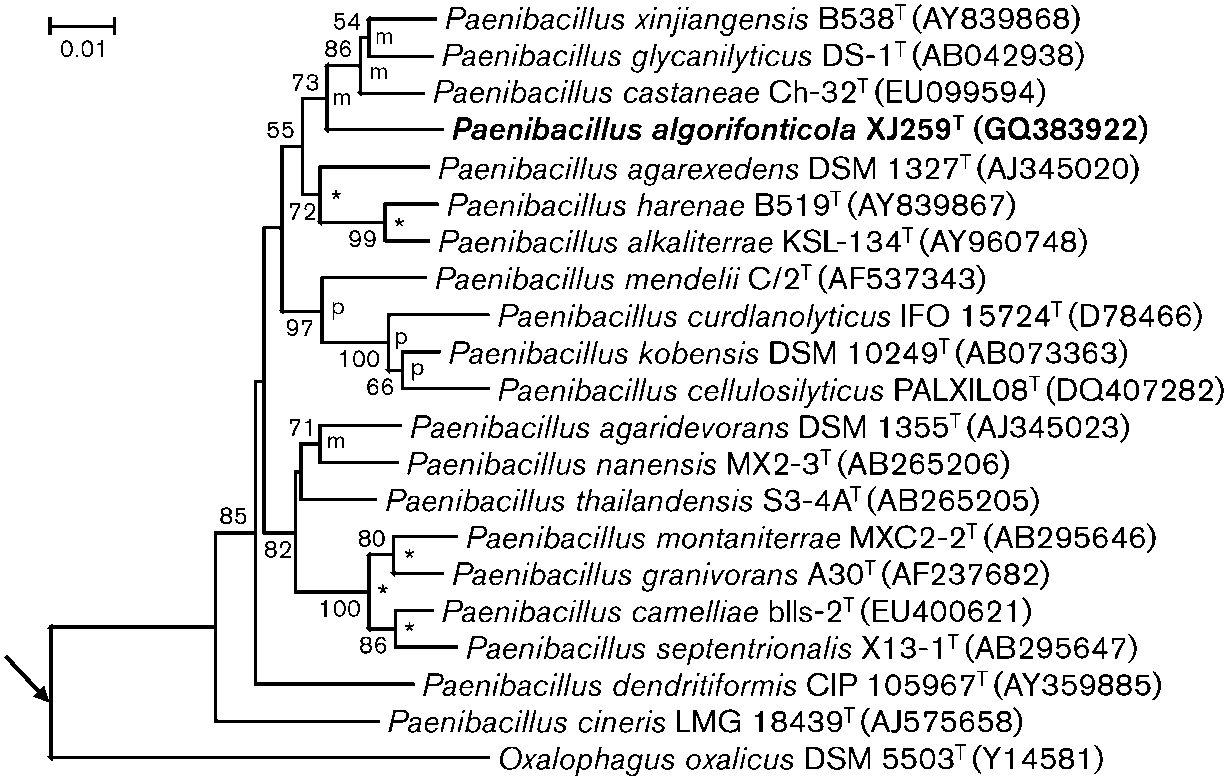 54 Paenibacillus xinjiangensis B538ᵀ (AY839868)
0.01
m
86 Paenibacillus glycanilyticus DS-1ᵀ (AB042938)
m
73 m Paenibacillus castaneae Ch-32ᵀ (EU099594)
55 Paenibacillus algorifonticola XJ259ᵀ (GQ383922)
Paenibacillus agarexedens DSM 1327ᵀ (AJ345020)
*
72 Paenibacillus harenae B519ᵀ (AY839867)
*
99 Paenibacillus alkaliterrae KSL-134ᵀ (AY960748)
Paenibacillus mendelii C/2ᵀ (AF537343)
p
97 Paenibacillus curdlanolyticus IFO 15724ᵀ (D78466)
p
100 Paenibacillus kobensis DSM 10249ᵀ (AB073363)
p
66 Paenibacillus cellulosilyticus PALXIL08ᵀ (DQ407282)
71 Paenibacillus agaridevorans DSM 1355ᵀ (AJ345023)
m
Paenibacillus nanensis MX2-3ᵀ (AB265206)
Paenibacillus thailandensis S3-4Aᵀ (AB265205)
85
80 Paenibacillus montaniterrae MXC2-2ᵀ (AB295646)
82 *
Paenibacillus granivorans A30ᵀ (AF237682)
*
100 Paenibacillus camelliae blls-2ᵀ (EU400621)
*
86 Paenibacillus septentrionalis X13-1ᵀ (AB295647)
Paenibacillus dendritiformis CIP 105967ᵀ (AY359885)
Paenibacillus cineris LMG 18439ᵀ (AJ575658)
Oxalophagus oxalicus DSM 5503ᵀ (Y14581)